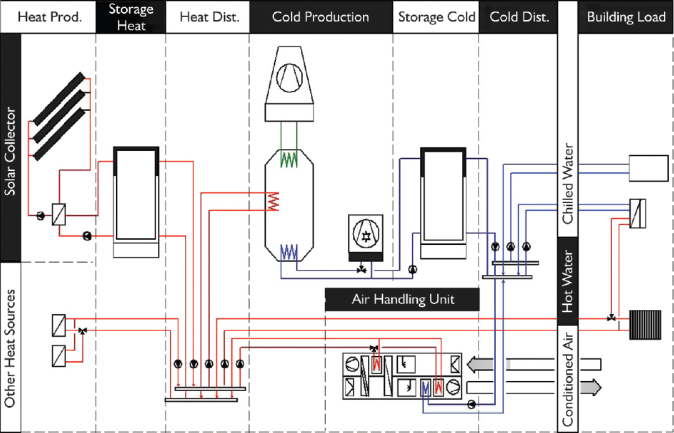 Heat Prod.
Storage
Heat
Heat Dist.
Cold Production
Storage Cold
Cold Dist.
Building Load
Solar Collector
Other Heat Sources
Air Handling Unit
Chilled Water
Hot Water
Conditioned Air